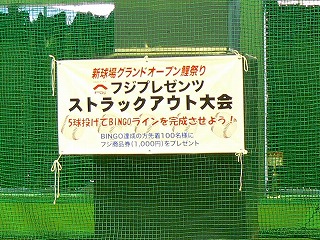 新球場グランドオープン鯉祭り
フジプレゼンツ
ストラックアウト大会
5球投げてBINGOラインを完成させよう!
BINGO達成の方先着100名様に
フジ商品券(1,000円)をプレゼント